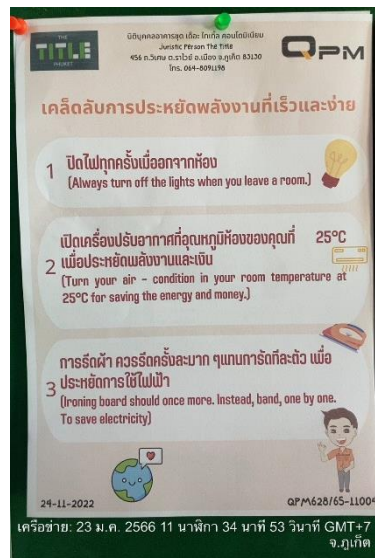 THE
TITLE
PHUKET
นิติบุคคลอาคารชุด เดอะ ไทเทิล คอนโดมิเนียม
Juristic Person The Title
456 ถ.วิเศษ ต.ราไวย์ อ.เมือง จ.ภูเก็ต 83130
โทร. 064-8091198
QPM
เคล็ดลับการประหยัดพลังงานที่เร็วและง่าย
1 ปิดไฟทุกครั้งเมื่ออกจากห้อง
(Always turn off the lights when you leave a room.)
เปิดเครื่องปรับอากาศที่อุณหภูมิห้องของคุณที่ 25°C
2 เพื่อประหยัดพลังงานและเงิน
(Turn your air - condition in your room temperature at
25°C for saving the energy and money.)
การรีดผ้า ควรรีดครั้งละมาก ๆแทนการัดทีละตัว เพื่อ
3 ประหยัดการใช้ไฟฟ้า
(Ironing board should once more. Instead, band, one by one.
To save electricity)
24-11-2022
QPM628/65-11004
เครือข่าย: 23 ม.ค. 2566 11 นาฬิกา 34 นาที 53 วินาที GMT+7
จ.ภูเก็ต